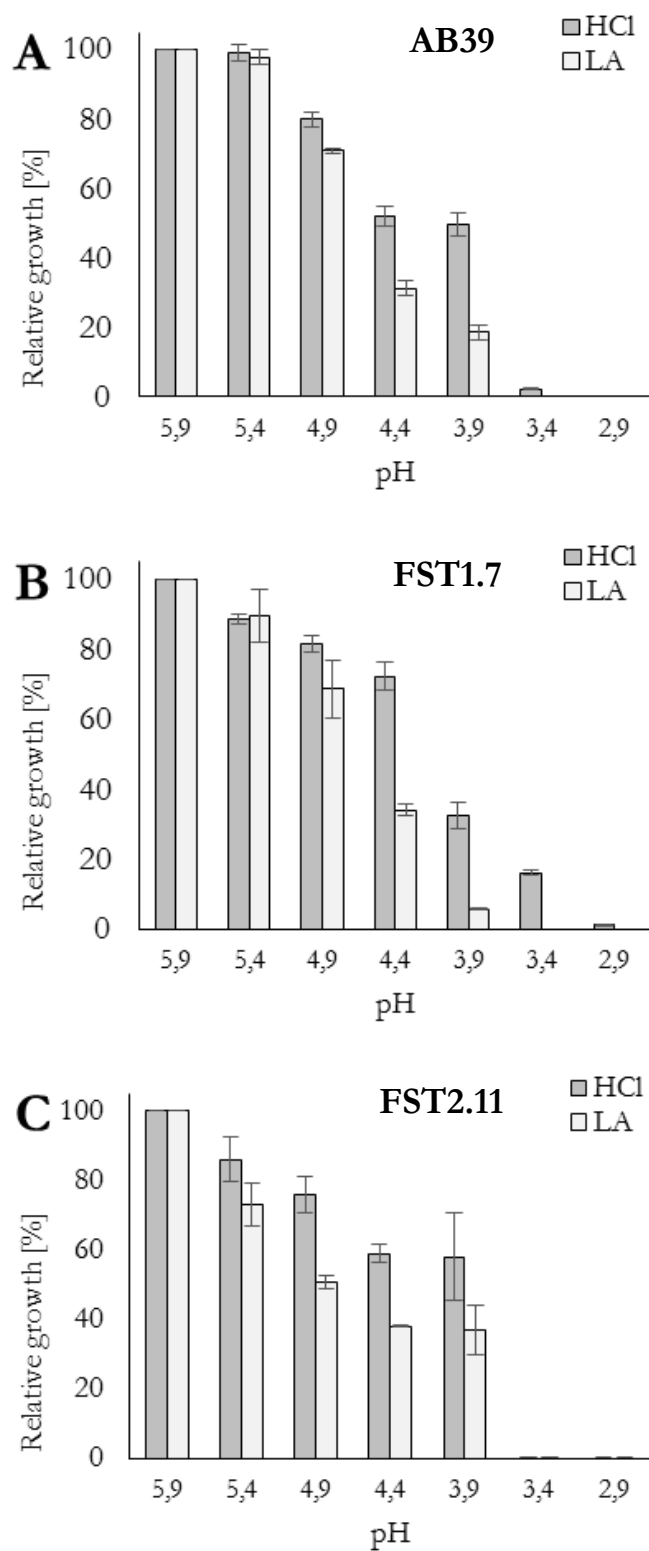 A
AB39
HCl
LA
Relative growth [%]
100
80
60
40
20
0
5,9 5,4 4,9 4,4 3,9 3,4 2,9
pH
B
FST1.7
HCl
LA
Relative growth [%]
100
80
60
40
20
0
5,9 5,4 4,9 4,4 3,9 3,4 2,9
pH
C
FST2.11
HCl
LA
Relative growth [%]
100
80
60
40
20
0
5,9 5,4 4,9 4,4 3,9 3,4 2,9
pH